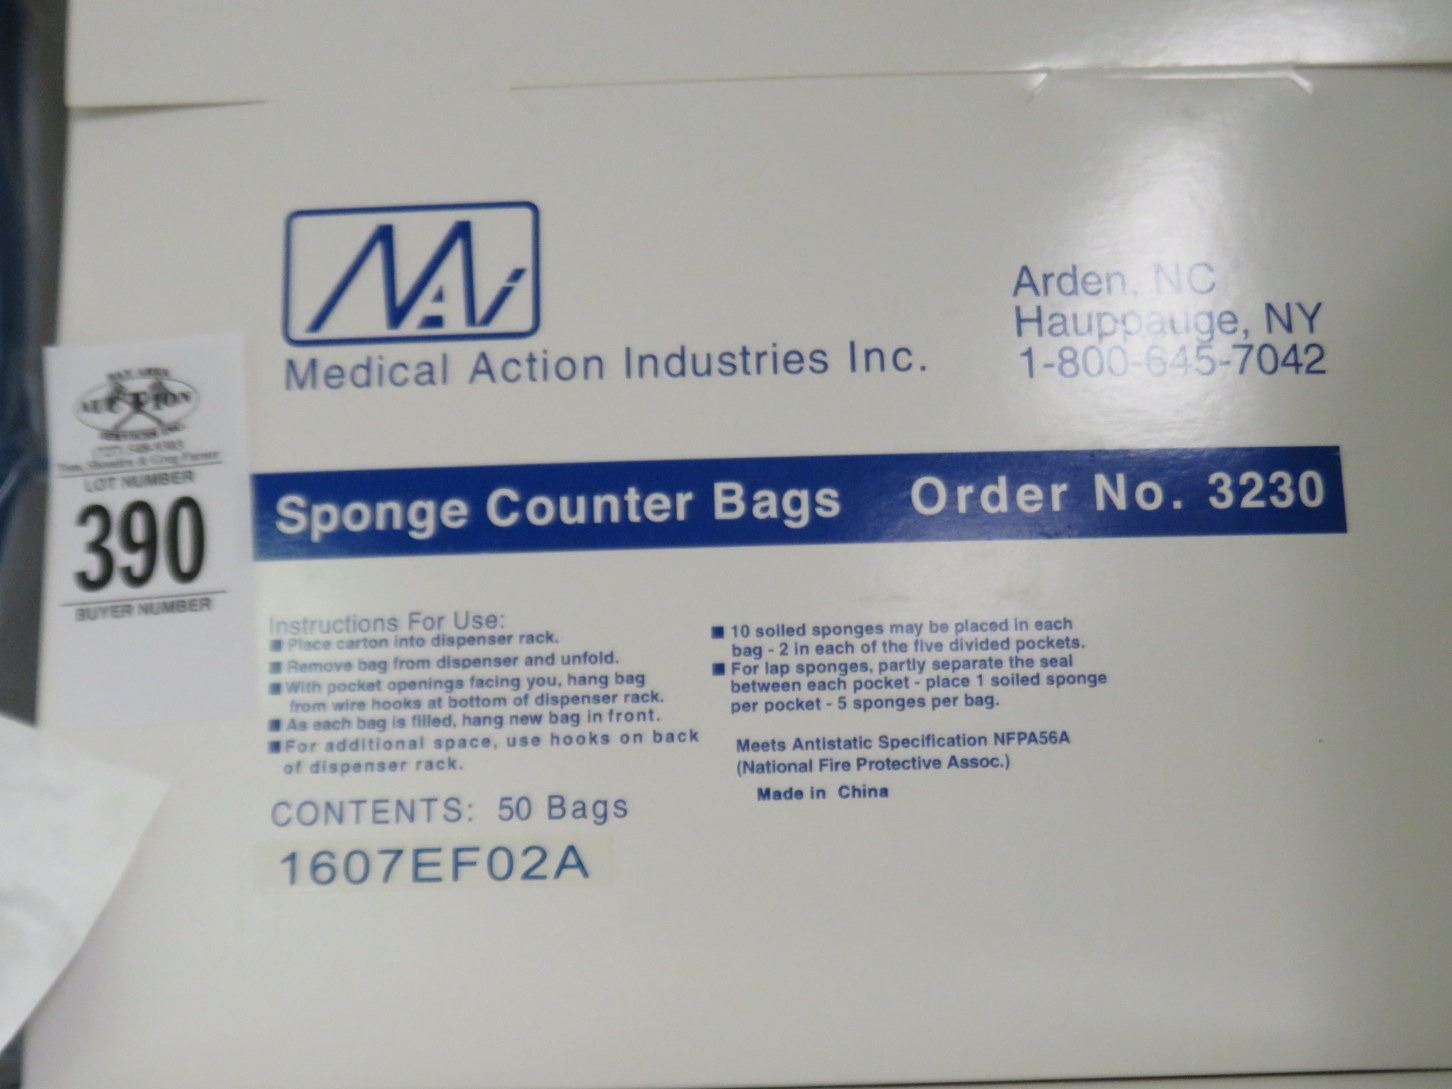 MAi
Medical Action Industries Inc.
Arden, NC
Hauppauge, NY
1-800-645-7042
BAY AREA
AUCTION
SERVICES INC.
LOT NUMBER
390
BUYER NUMBER
Sponge Counter Bags Order No. 3230
Instructions For Use:
■ Place carton into dispenser rack.
■ Remove bag from dispenser and unfold.
■ With pocket openings facing you, hang bag
from wire hooks at bottom of dispenser rack.
■ As each bag is filled, hang new bag in front.
■ For additional space, use hooks on back
of dispenser rack.
CONTENTS: 50 Bags
1607EF02A
■ 10 soiled sponges may be placed in each
bag - 2 in each of the five divided pockets.
■ For lap sponges, partly separate the seal
between each pocket - place 1 soiled sponge
per pocket - 5 sponges per bag.
Meets Antistatic Specification NFPA56A
(National Fire Protective Assoc.)
Made in China